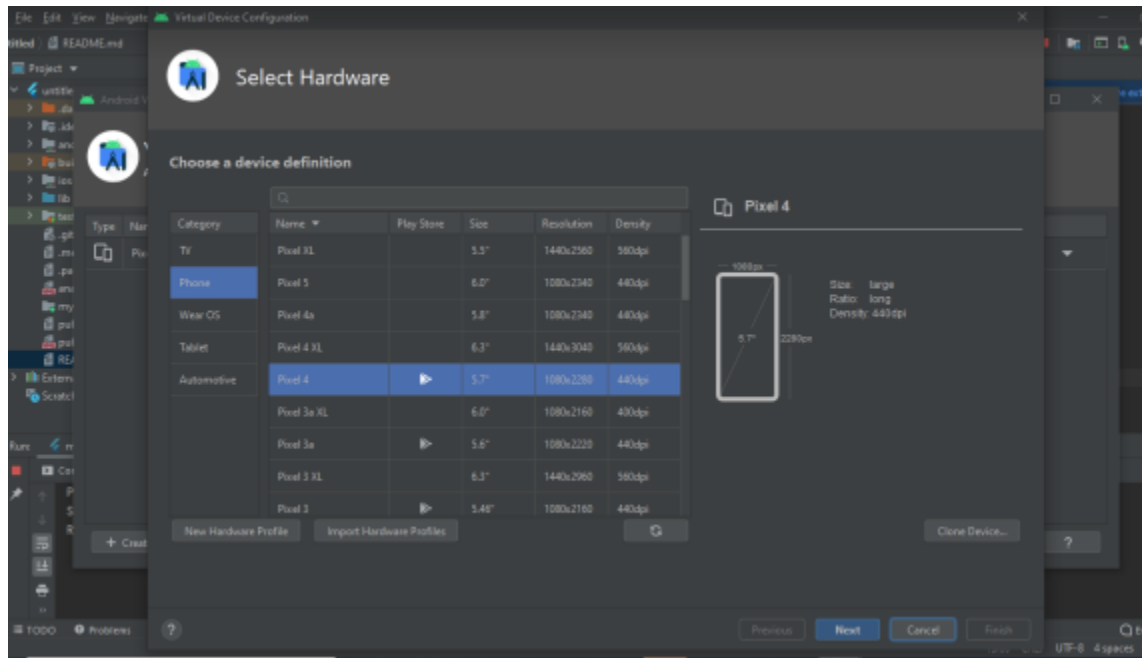 File Edit View Navigate Virtual Device Configuration
README.md
Project
Select Hardware
Choose a device definition
Pixel 4
Category Name Play Store Size Resolution Density
Type
TV Pixel XL 5.5" 1440x2560 560dpi
Phone Pixel 5 6.0" 1080x2340 440dpi
Wear OS Pixel 4a 5.8" 1080x2340 440dpi
Tablet Pixel 4 XL 6.3" 1440x3040 560dpi
Automotive Pixel 4 5.7" 1080x2280 440dpi
Pixel 3a XL 6.0" 1080x2160 400dpi
Pixel 3a 5.6" 1080x2220 440dpi
Pixel 3 XL 6.3" 1440x2960 560dpi
Pixel 3 5.46" 1080x2160 440dpi
1080px
Size: large
Ratio: long
Density: 440dpi
5.7" 2280px
New Hardware Profile Import Hardware Profiles Clone Device...
?
lib
Run:
TODO Problems ? Previous Next Cancel Finish
UTF-8 4 spaces